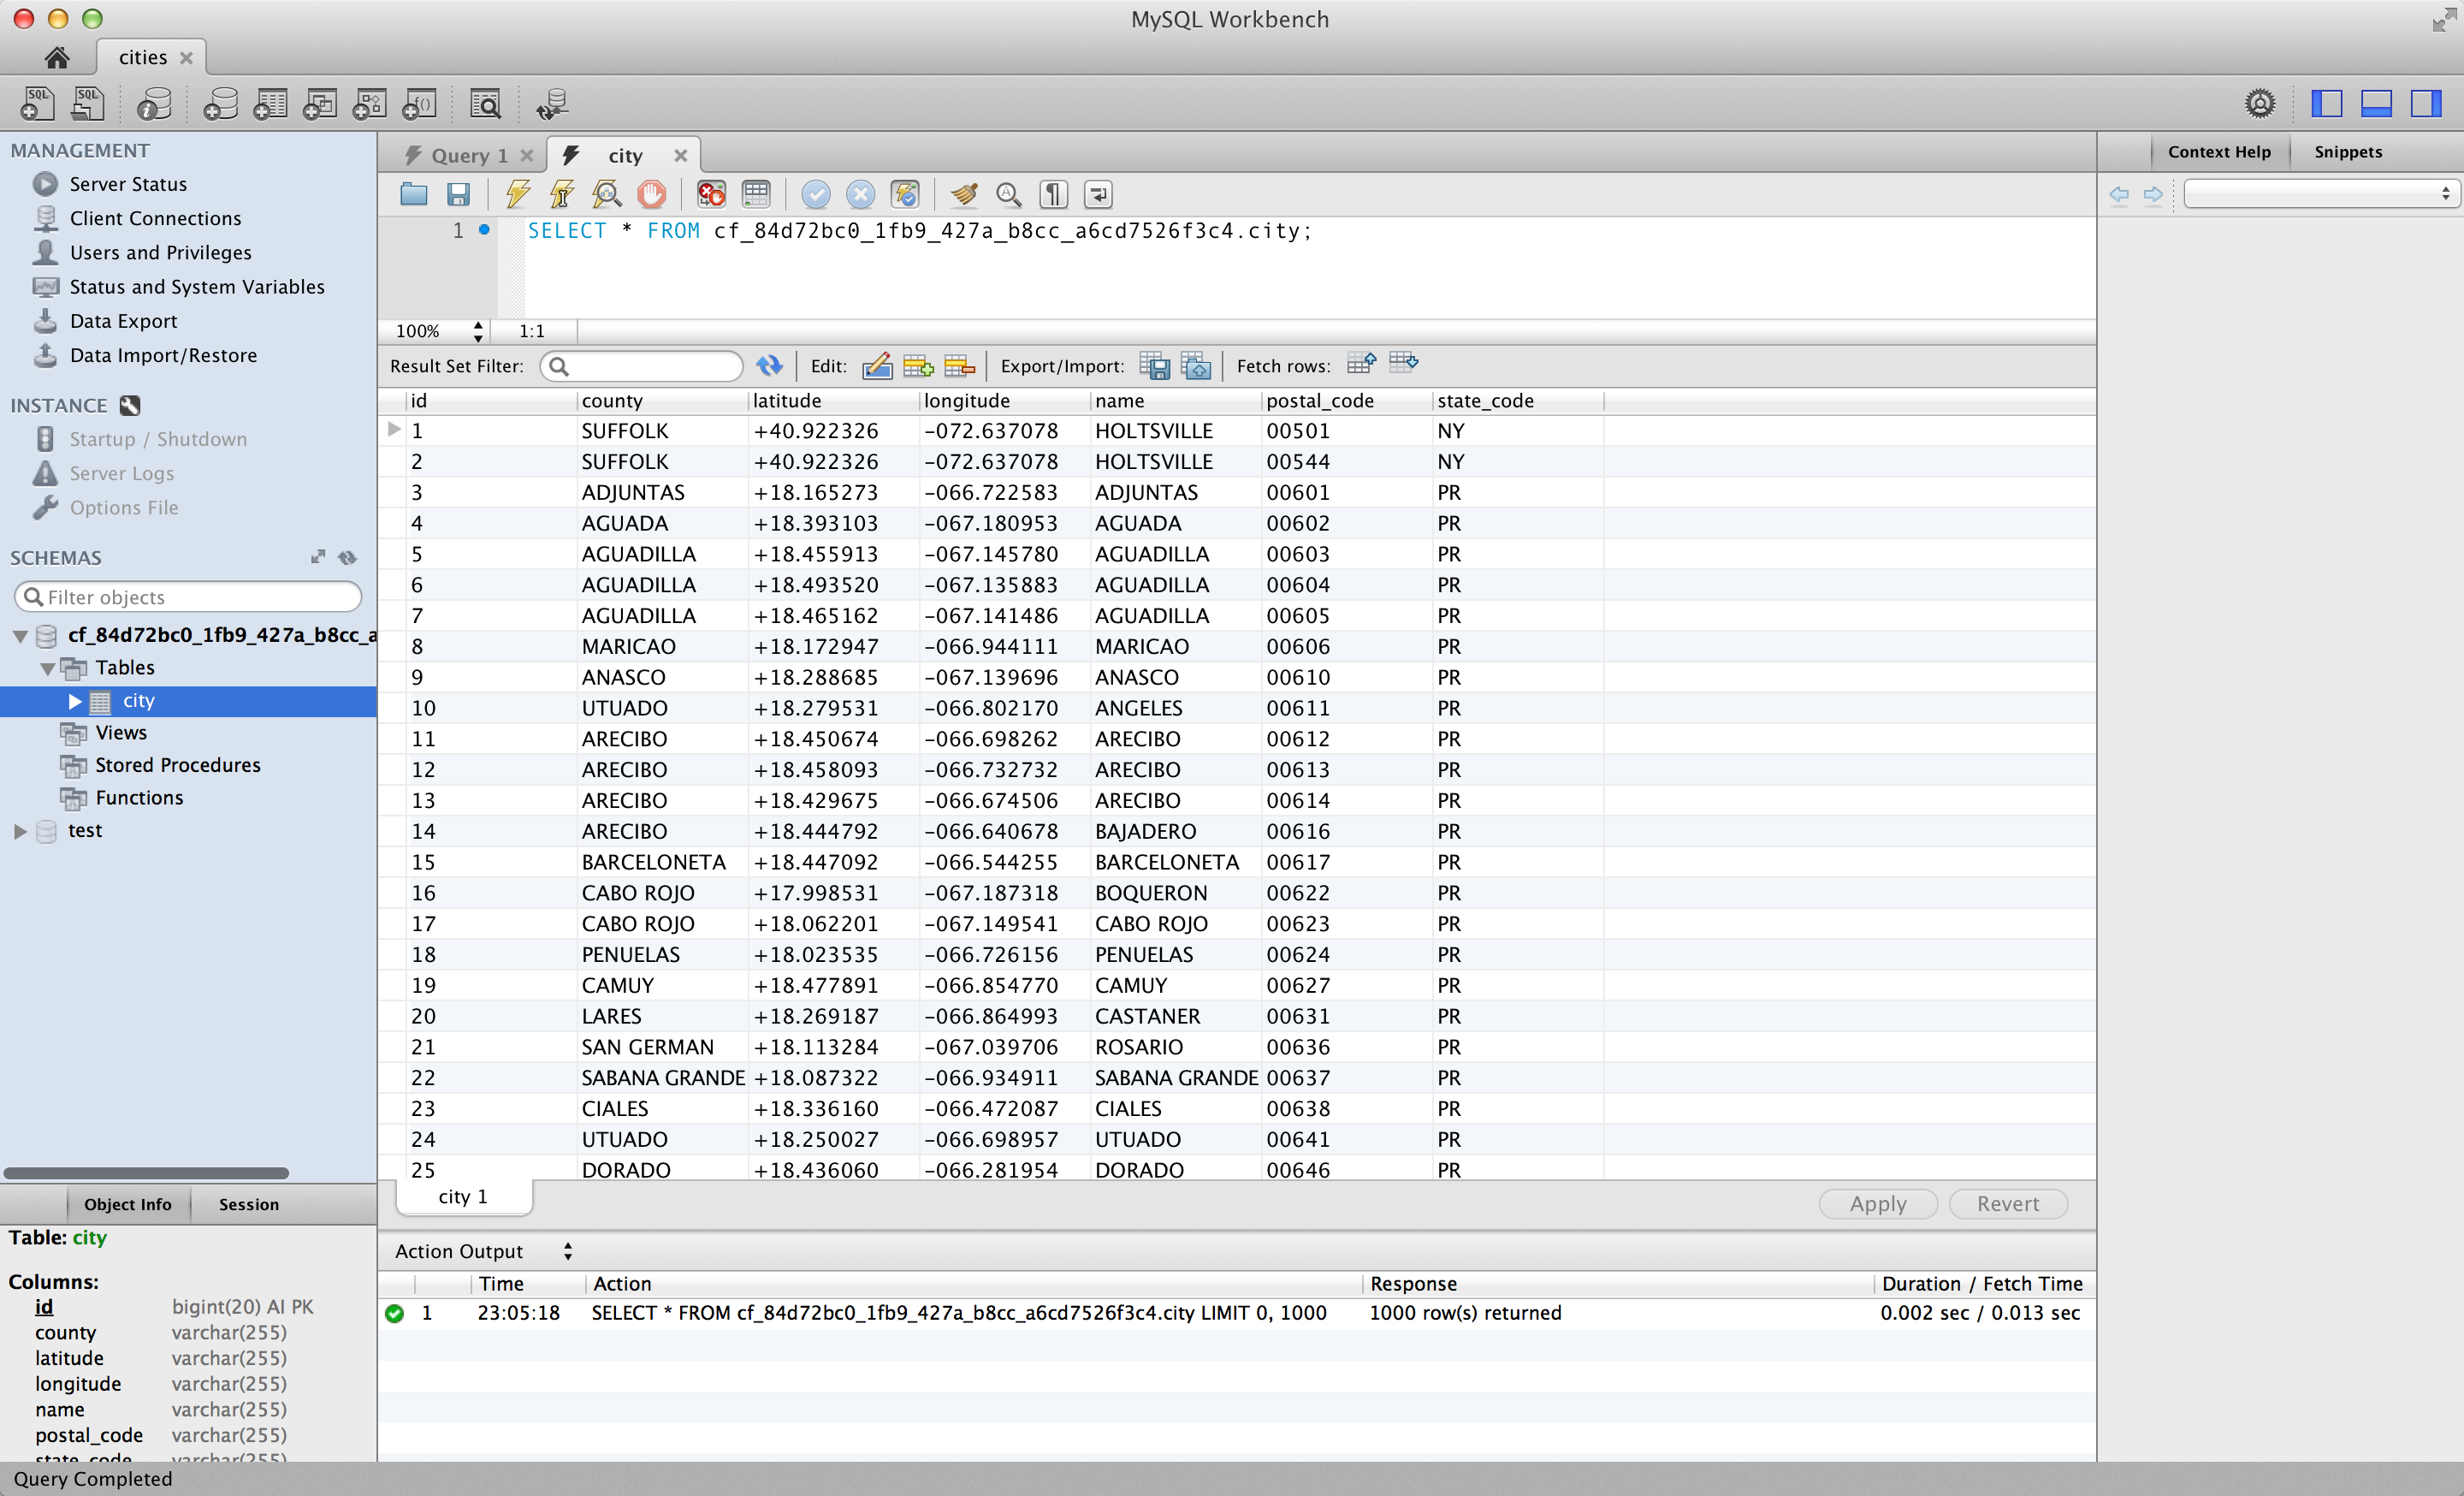 MySQL Workbench
cities
MANAGEMENT
Server Status
Client Connections
Users and Privileges
Status and System Variables
Data Export
Data Import/Restore
INSTANCE
Startup / Shutdown
Server Logs
Options File
SCHEMAS
Filter objects
cf_84d72bc0_1fb9_427a_b8cc_a
Tables
city
Views
Stored Procedures
Functions
test
Object Info Session
Table: city
Columns:
id bigint(20) AI PK
county varchar(255)
latitude varchar(255)
longitude varchar(255)
name varchar(255)
postal_code varchar(255)
state_code varchar(255)
Query 1 city
1 SELECT * FROM cf_84d72bc0_1fb9_427a_b8cc_a6cd7526f3c4.city;
100% 1:1
Result Set Filter: Edit: Export/Import: Fetch rows:
id county latitude longitude name postal_code state_code
1 SUFFOLK +40.922326 -072.637078 HOLTSVILLE 00501 NY
2 SUFFOLK +40.922326 -072.637078 HOLTSVILLE 00544 NY
3 ADJUNTAS +18.165273 -066.722583 ADJUNTAS 00601 PR
4 AGUADA +18.393103 -067.180953 AGUADA 00602 PR
5 AGUADILLA +18.455913 -067.145780 AGUADILLA 00603 PR
6 AGUADILLA +18.493520 -067.135883 AGUADILLA 00604 PR
7 AGUADILLA +18.465162 -067.141486 AGUADILLA 00605 PR
8 MARICAO +18.172947 -066.944111 MARICAO 00606 PR
9 ANASCO +18.288685 -067.139696 ANASCO 00610 PR
10 UTUADO +18.279531 -066.802170 ANGELES 00611 PR
11 ARECIBO +18.450674 -066.698262 ARECIBO 00612 PR
12 ARECIBO +18.458093 -066.732732 ARECIBO 00613 PR
13 ARECIBO +18.429675 -066.674506 ARECIBO 00614 PR
14 ARECIBO +18.444792 -066.640678 BAJADERO 00616 PR
15 BARCELONETA +18.447092 -066.544255 BARCELONETA 00617 PR
16 CABO ROJO +17.998531 -067.187318 BOQUERON 00622 PR
17 CABO ROJO +18.062201 -067.149541 CABO ROJO 00623 PR
18 PENUELAS +18.023535 -066.726156 PENUELAS 00624 PR
19 CAMUY +18.477891 -066.854770 CAMUY 00627 PR
20 LARES +18.269187 -066.864993 CASTANER 00631 PR
21 SAN GERMAN +18.113284 -067.039706 ROSARIO 00636 PR
22 SABANA GRANDE +18.087322 -066.934911 SABANA GRANDE 00637 PR
23 CIALES +18.336160 -066.472087 CIALES 00638 PR
24 UTUADO +18.250027 -066.698957 UTUADO 00641 PR
25 DORADO +18.436060 -066.281954 DORADO 00646 PR
city 1 Apply Revert
Action Output
Time Action Response Duration / Fetch Time
1 23:05:18 SELECT * FROM cf_84d72bc0_1fb9_427a_b8cc_a6cd7526f3c4.city LIMIT 0, 1000 1000 row(s) returned 0.002 sec / 0.013 sec
Context Help Snippets
Query Completed